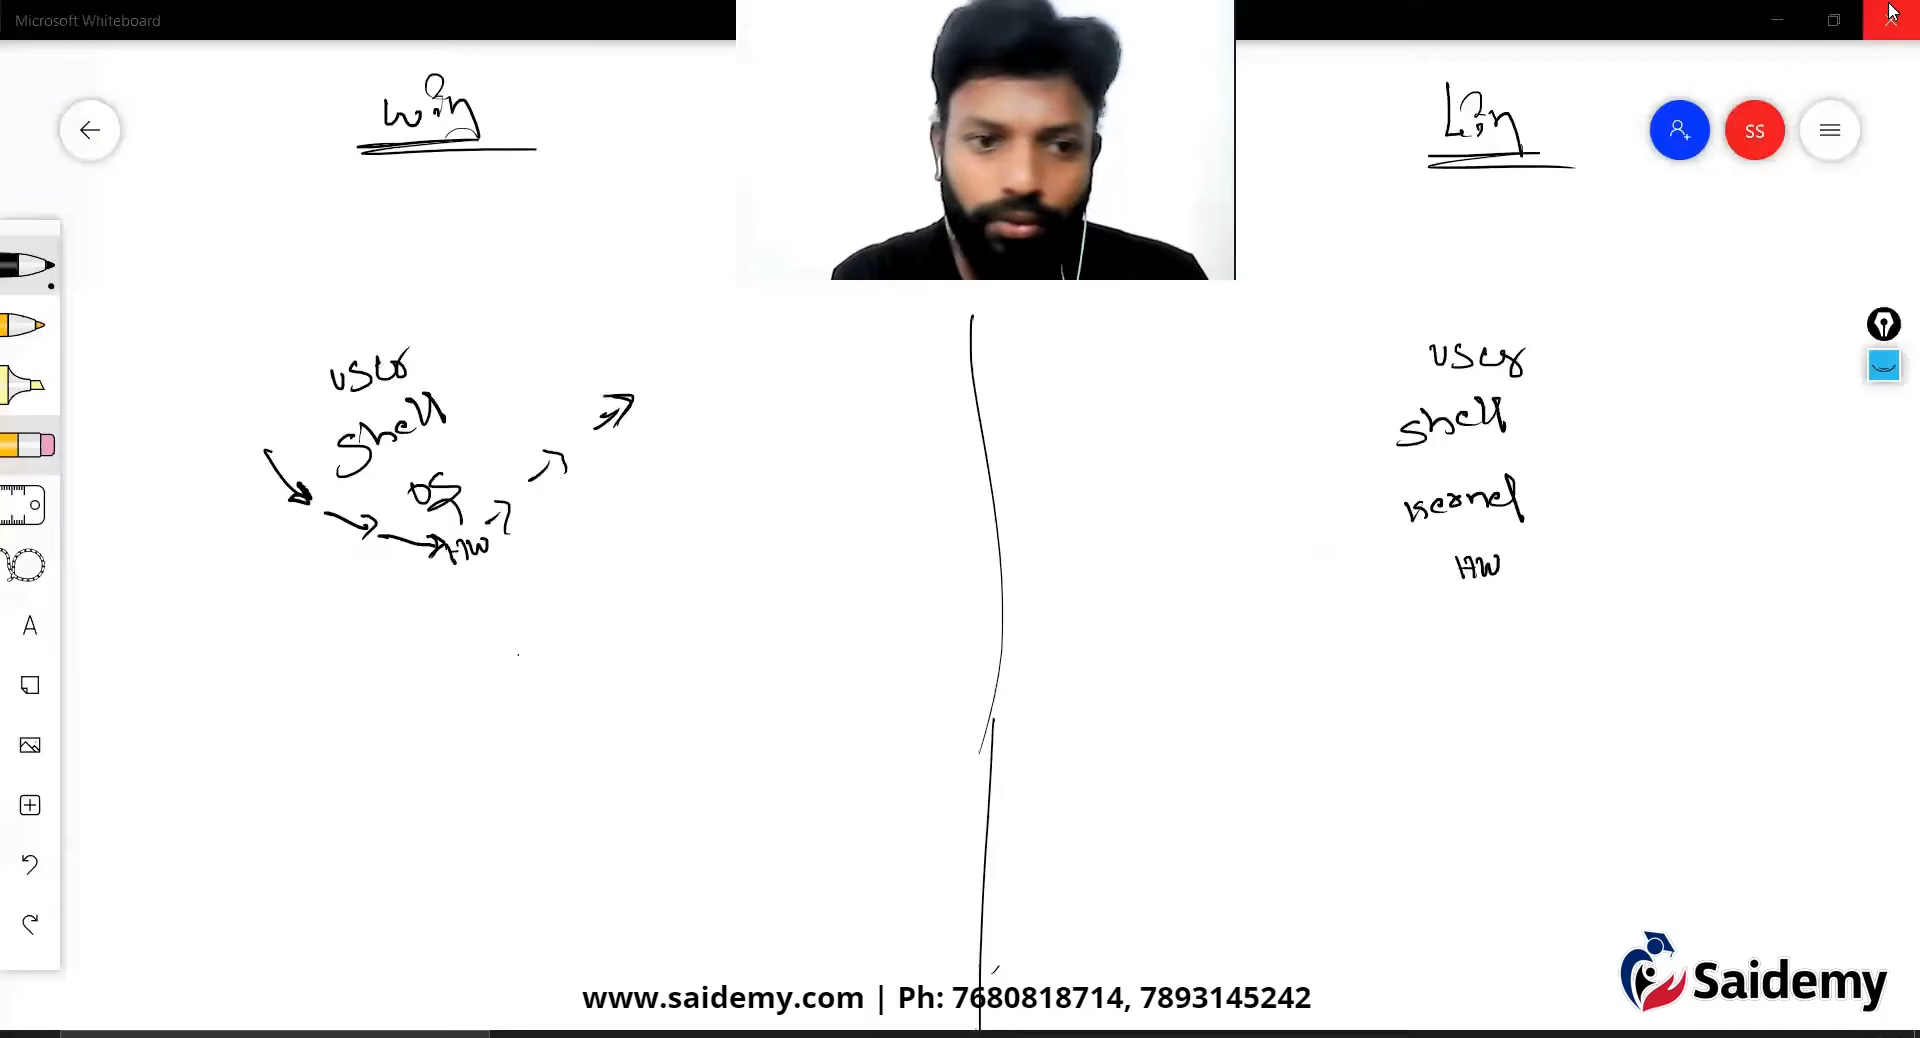 Microsoft Whiteboard
win
Lin
SS
user
shell
OS
HW
user
shell
kernel
HW
A
www.saidemy.com | Ph: 7680818714, 7893145242
Saidemy